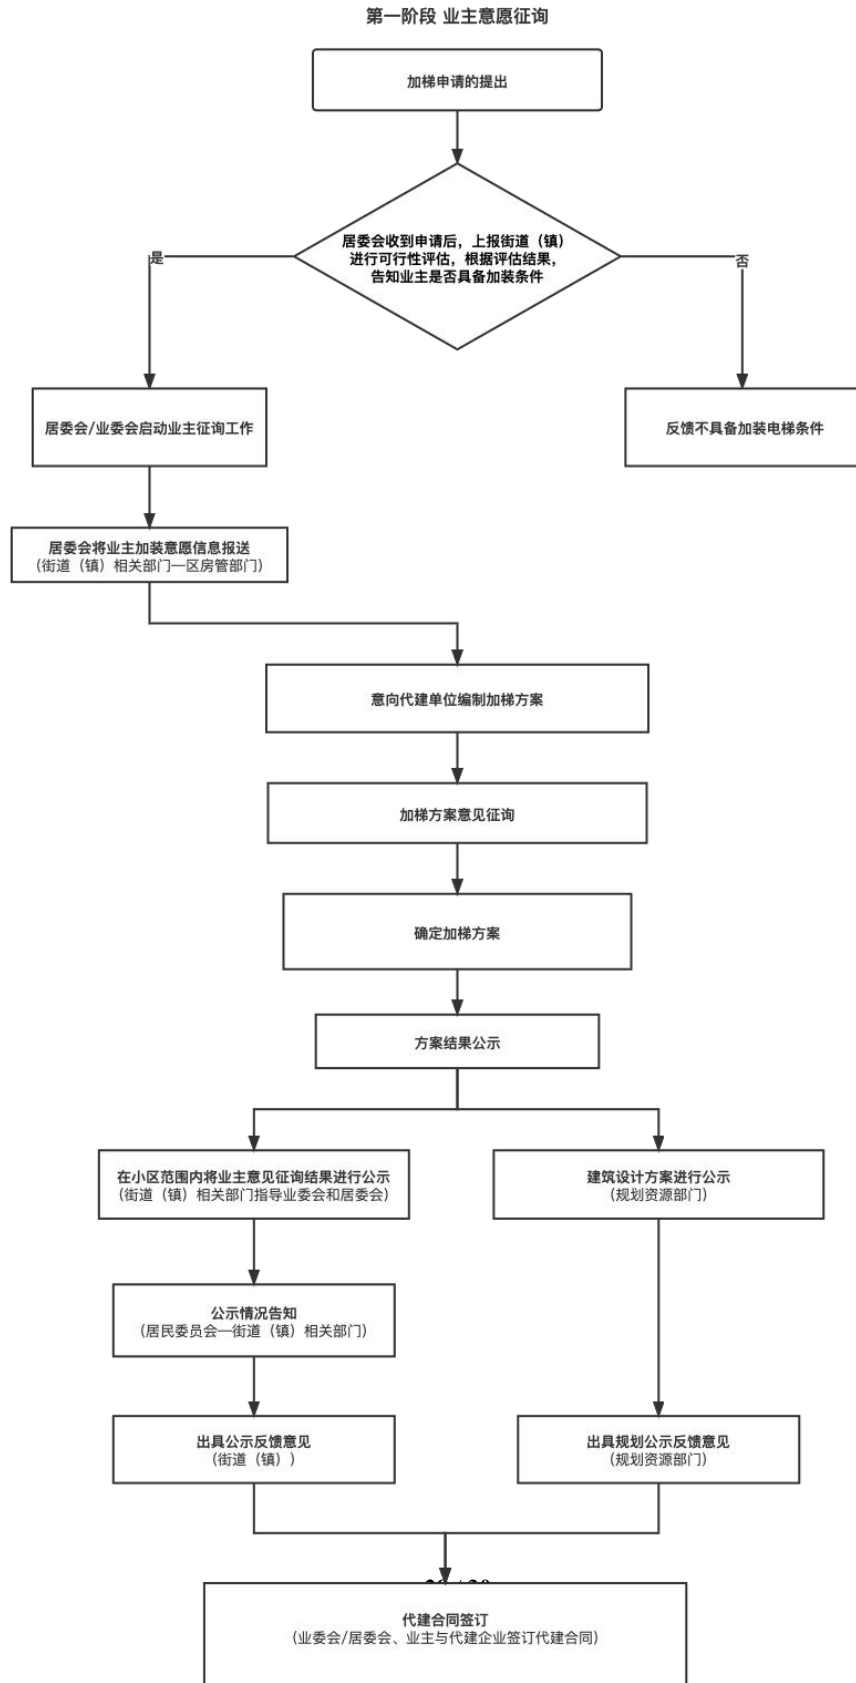 第一阶段 业主意愿征询
加梯申请的提出
居委会收到申请后，上报街道（镇）
进行可行性评估，根据评估结果，
告知业主是否具备加装条件
是
否
居委会/业委会启动业主征询工作
反馈不具备加装电梯条件
居委会将业主加装意愿信息报送
（街道（镇）相关部门—区房管部门）
意向代建单位编制加梯方案
加梯方案意见征询
确定加梯方案
方案结果公示
在小区范围内将业主意见征询结果进行公示
（街道（镇）相关部门指导业委会和居委会）
建筑设计方案进行公示
（规划资源部门）
公示情况告知
（居民委员会—街道（镇）相关部门）
出具公示反馈意见
（街道（镇））
出具规划公示反馈意见
（规划资源部门）
代建合同签订
（业委会/居委会、业主与代建企业签订代建合同）